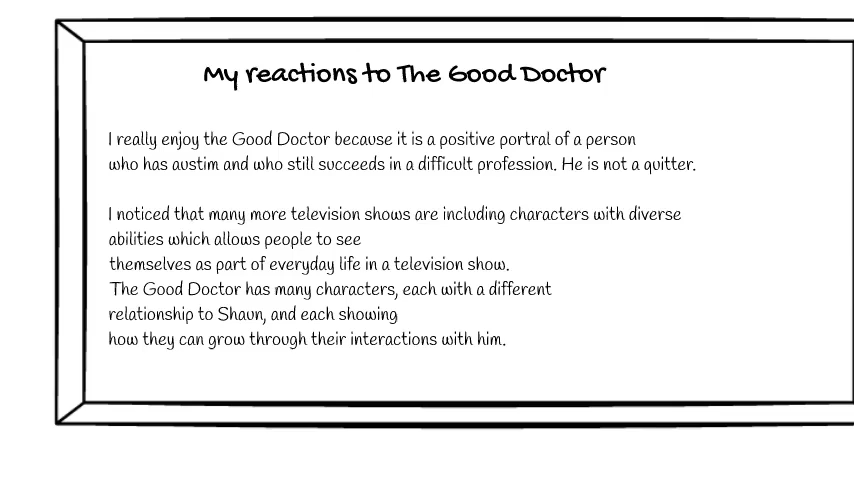 My reactions to The Good Doctor
I really enjoy the Good Doctor because it is a positive portral of a person
who has austim and who still succeeds in a difficult profession. He is not a quitter.
I noticed that many more television shows are including characters with diverse
abilities which allows people to see
themselves as part of everyday life in a television show.
The Good Doctor has many characters, each with a different
relationship to Shaun, and each showing
how they can grow through their interactions with him.